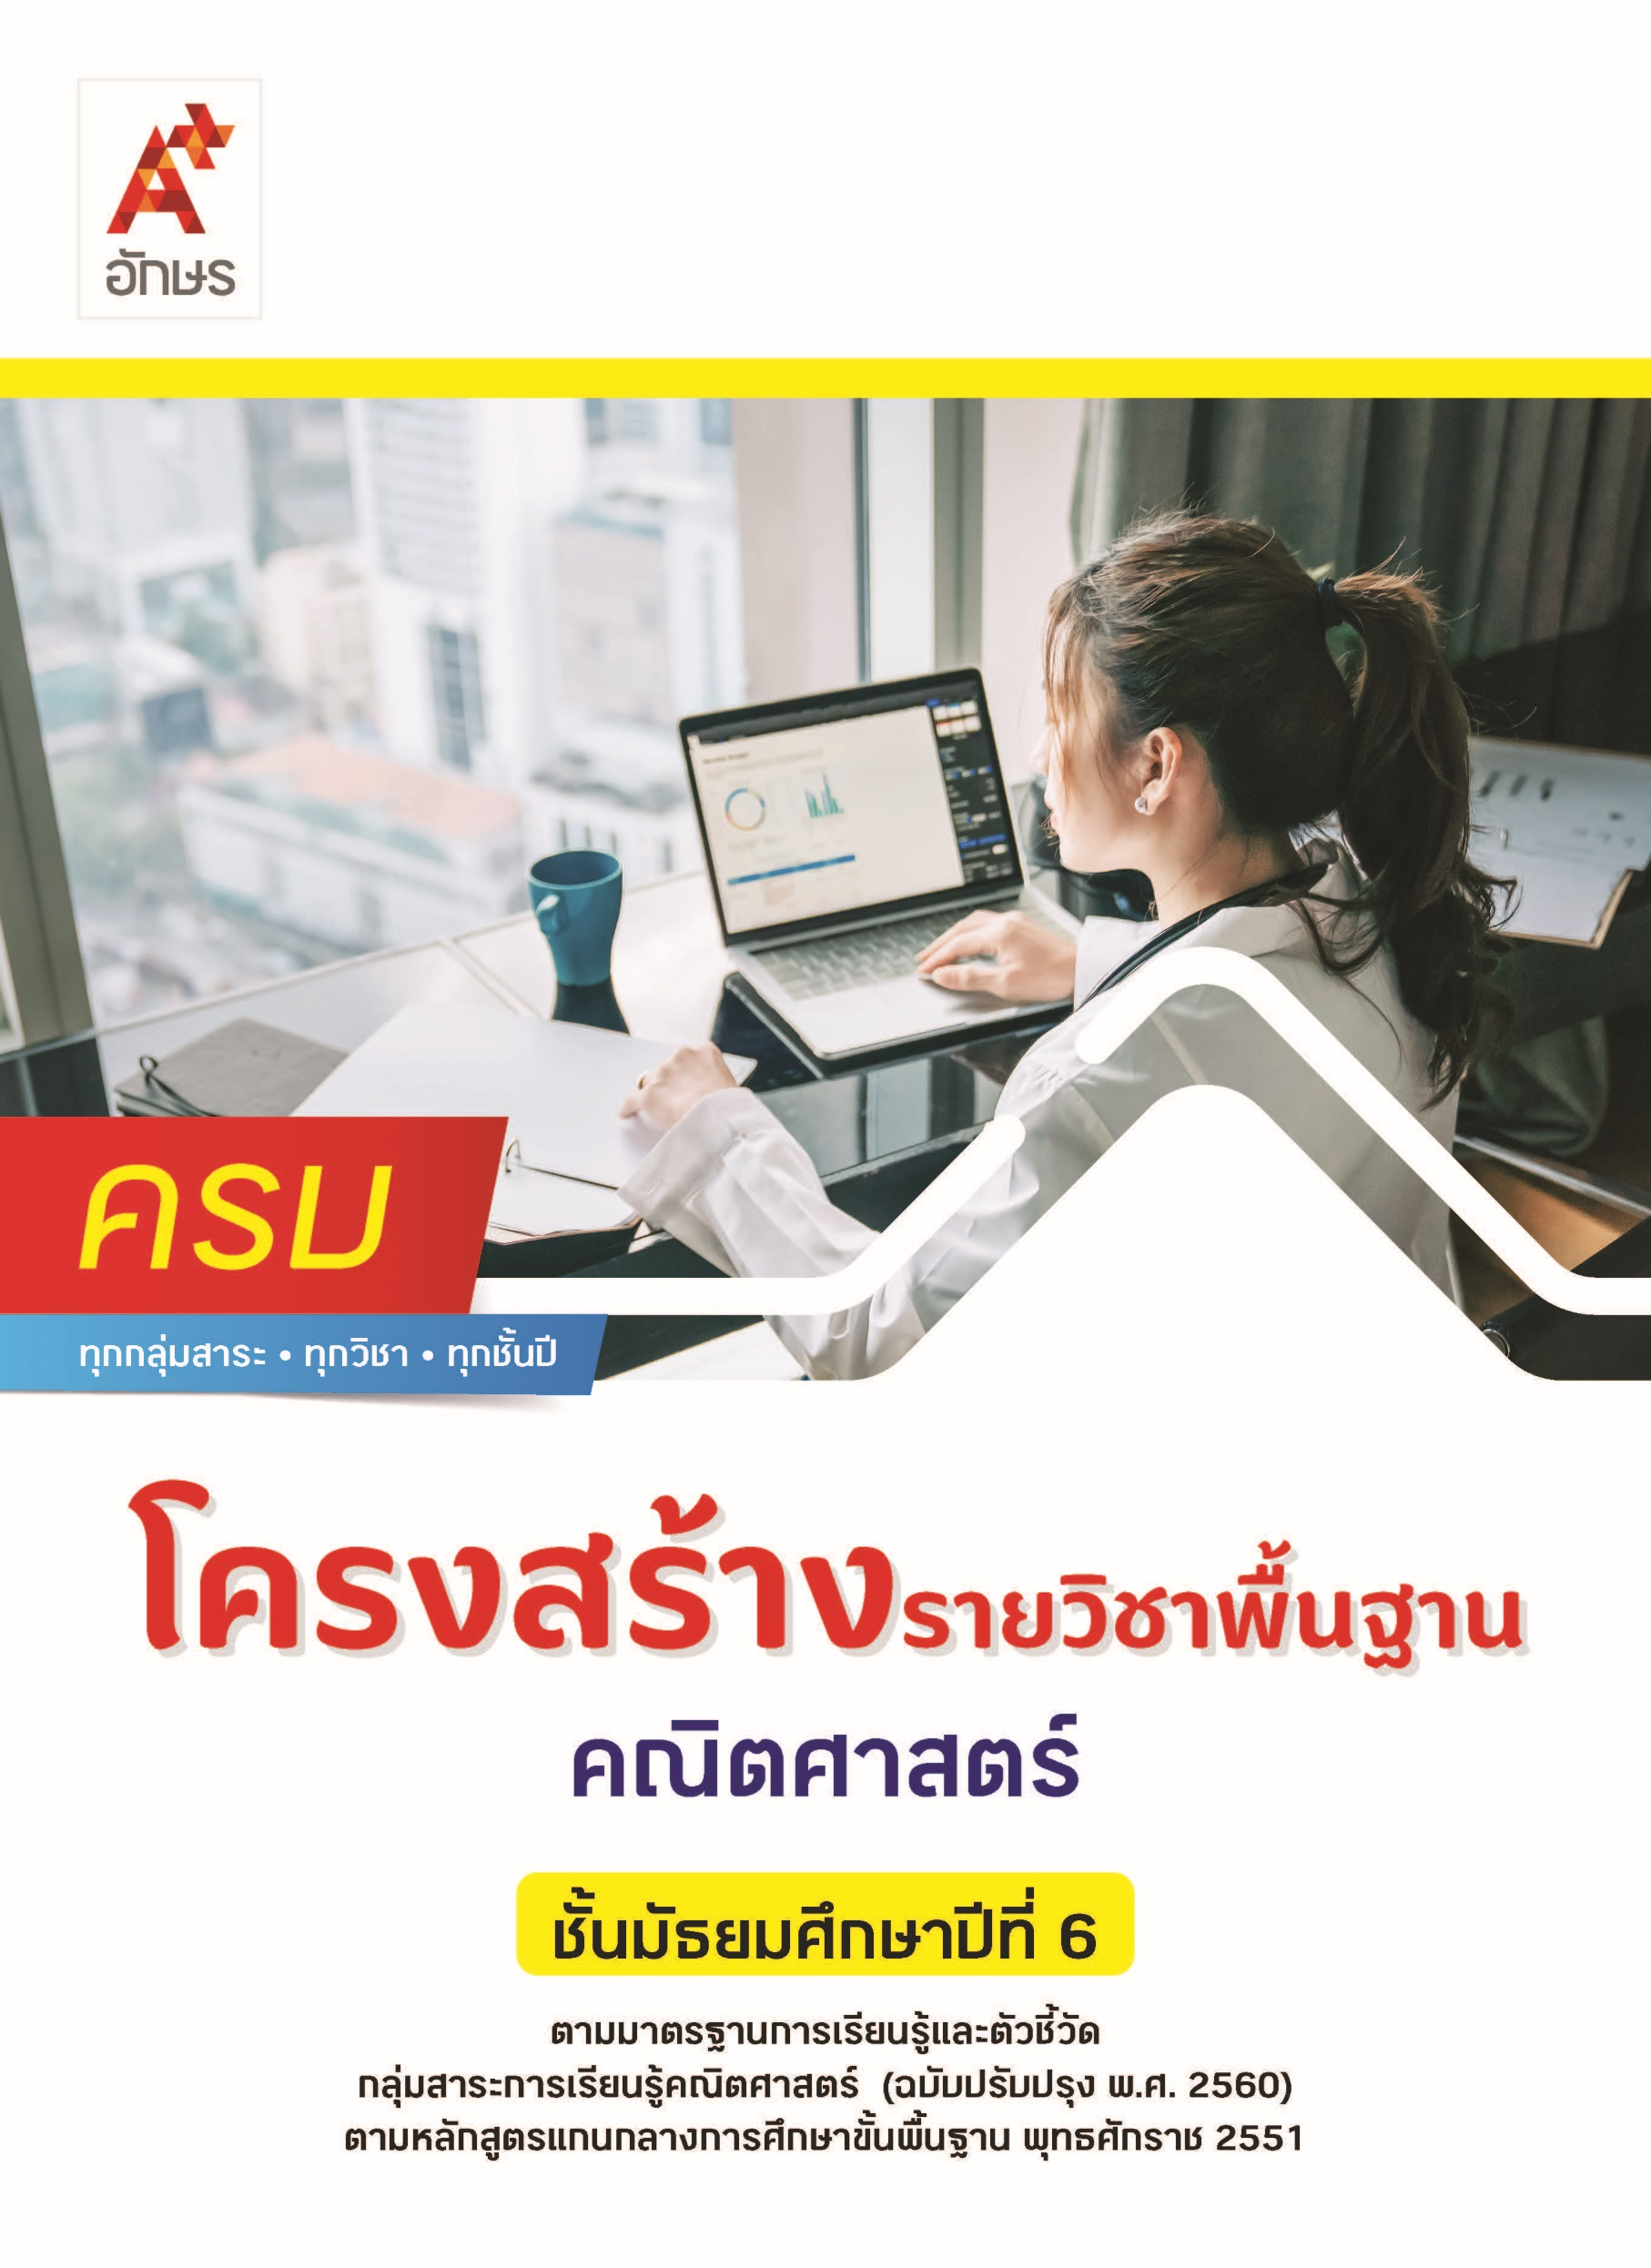 อักษร
ครบ
ทุกกลุ่มสาระ • ทุกวิชา • ทุกชั้นปี
โครงสร้างรายวิชาพื้นฐาน
คณิตศาสตร์
ชั้นมัธยมศึกษาปีที่ 6
ตามมาตรฐานการเรียนรู้และตัวชี้วัด
กลุ่มสาระการเรียนรู้คณิตศาสตร์ (ฉบับปรับปรุง พ.ศ. 2560)
ตามหลักสูตรแกนกลางการศึกษาขั้นพื้นฐาน พุทธศักราช 2551